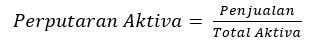 Perputaran Aktiva = Penjualan / Total Aktiva